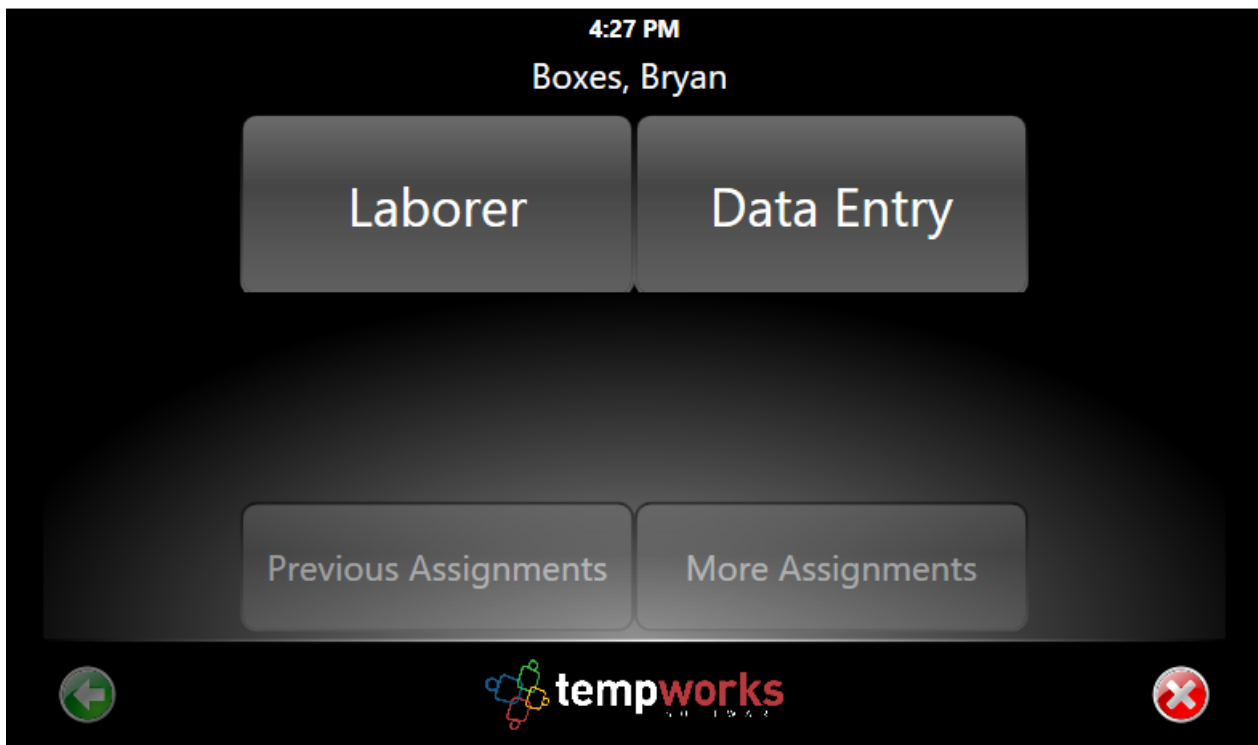 4:27 PM
Boxes, Bryan
Laborer Data Entry
Previous Assignments More Assignments
tempworks